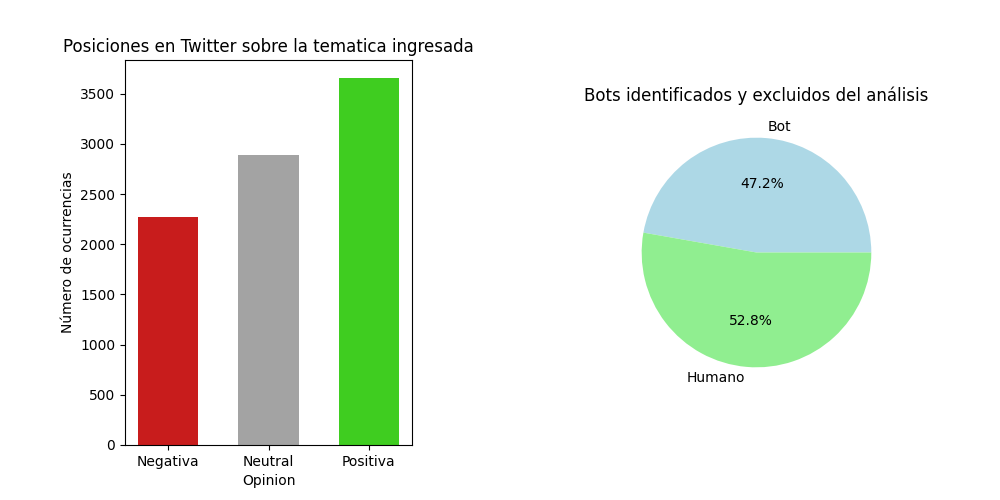 Posiciones en Twitter sobre la tematica ingresada
Número de ocurrencias
3500
3000
2500
2000
1500
1000
500
0
Negativa
Neutral
Positiva
Opinion
Bots identificados y excluidos del análisis
Bot
47.2%
52.8%
Humano